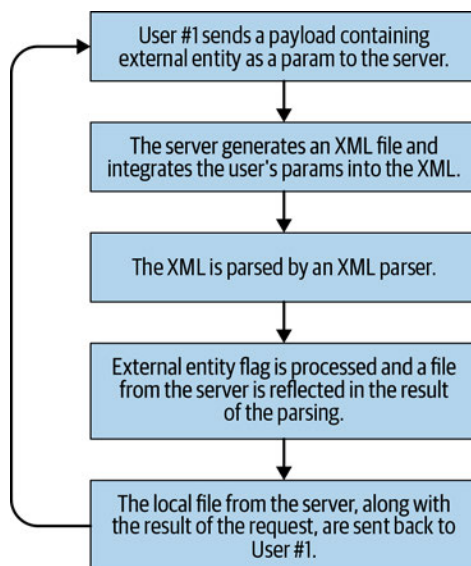 User #1 sends a payload containing
external entity as a param to the server.
The server generates an XML file and
integrates the user's params into the XML.
The XML is parsed by an XML parser.
External entity flag is processed and a file
from the server is reflected in the result
of the parsing.
The local file from the server, along with
the result of the request, are sent back to
User #1.